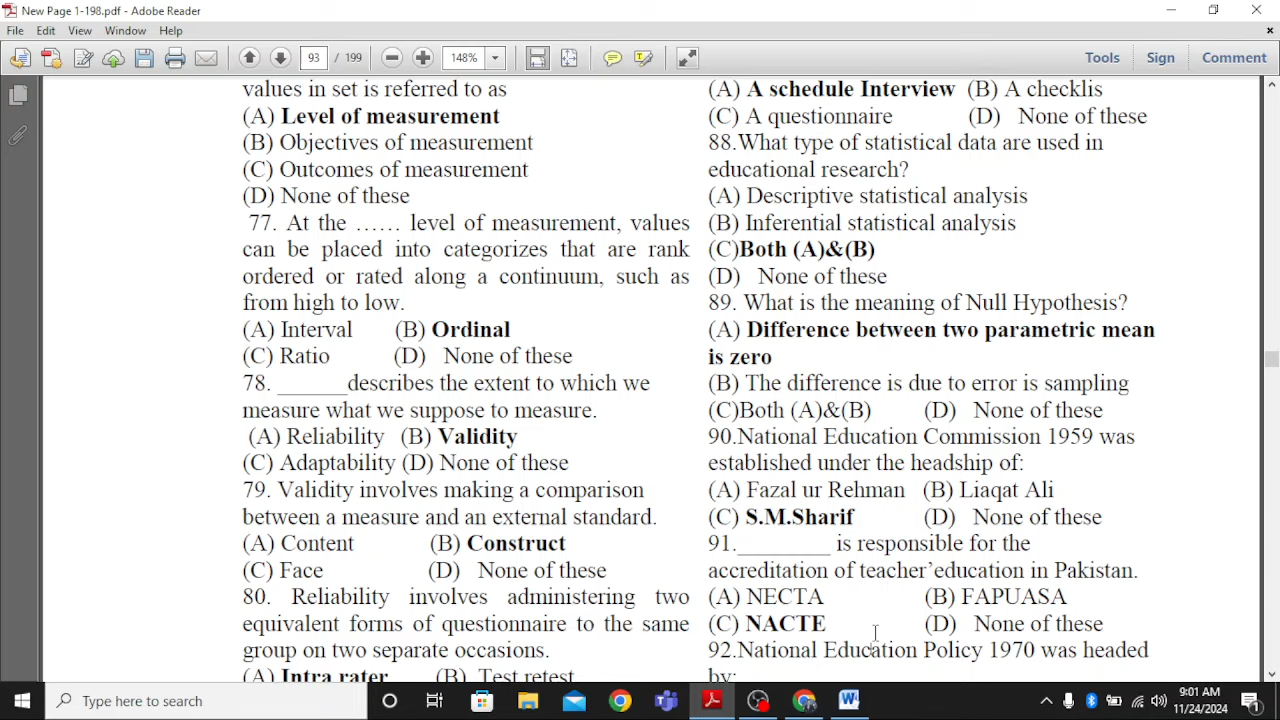 New Page 1-198.pdf - Adobe Reader
File Edit View Window Help
93 / 199 148% Tools Sign Comment
values in set is referred to as
(A) Level of measurement
(B) Objectives of measurement
(C) Outcomes of measurement
(D) None of these
77. At the …… level of measurement, values
can be placed into categorizes that are rank
ordered or rated along a continuum, such as
from high to low.
(A) Interval (B) Ordinal
(C) Ratio (D) None of these
78. ______describes the extent to which we
measure what we suppose to measure.
(A) Reliability (B) Validity
(C) Adaptability (D) None of these
79. Validity involves making a comparison
between a measure and an external standard.
(A) Content (B) Construct
(C) Face (D) None of these
80. Reliability involves administering two
equivalent forms of questionnaire to the same
group on two separate occasions.
(A) Intra rater (B) Test retest
(A) A schedule Interview (B) A checklis
(C) A questionnaire (D) None of these
88.What type of statistical data are used in
educational research?
(A) Descriptive statistical analysis
(B) Inferential statistical analysis
(C)Both (A)&(B)
(D) None of these
89. What is the meaning of Null Hypothesis?
(A) Difference between two parametric mean
is zero
(B) The difference is due to error is sampling
(C)Both (A)&(B) (D) None of these
90.National Education Commission 1959 was
established under the headship of:
(A) Fazal ur Rehman (B) Liaqat Ali
(C) S.M.Sharif (D) None of these
91.________ is responsible for the
accreditation of teacher’education in Pakistan.
(A) NECTA (B) FAPUASA
(C) NACTE (D) None of these
92.National Education Policy 1970 was headed
by:
Type here to search
9:01 AM
11/24/2024